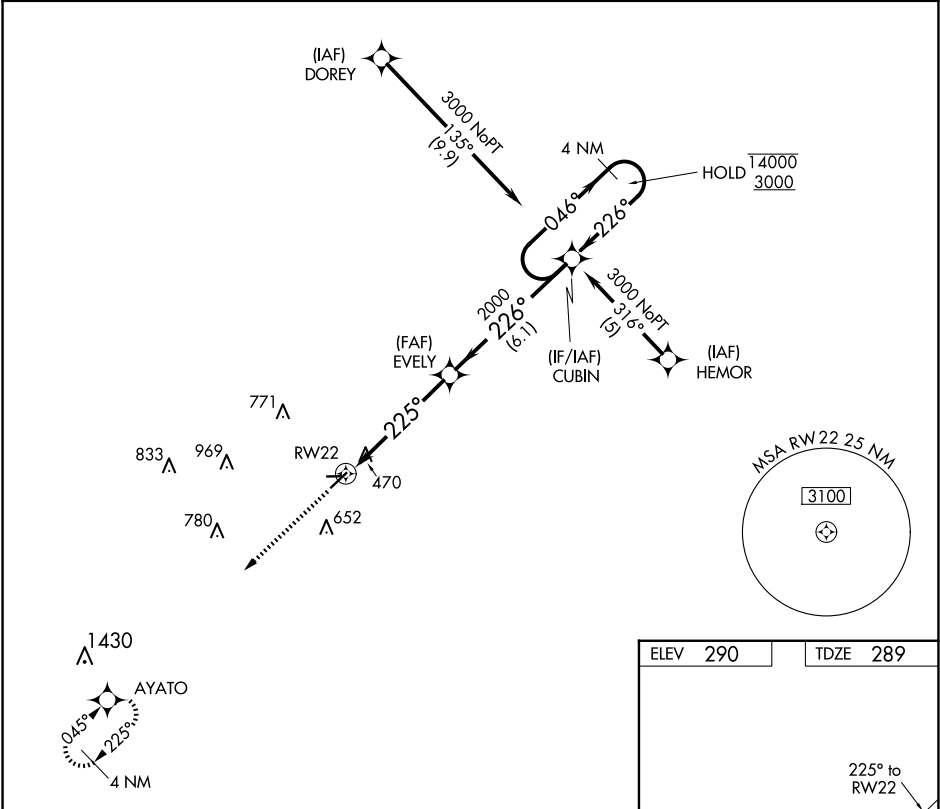 (IAF)
DOREY
3000 NoPT
135°
(9.9)
4 NM
HOLD 14000
3000
046°
226°
3000 NoPT
316°
(5)
2000
226°
(6.1)
(IF/IAF)
CUBIN
(IAF)
HEMOR
(FAF)
EVELY
225°
771
833
969
RW22
470
780
652
MSA RW22 25 NM
3100
1430
AYATO
045°
225°
4 NM
ELEV 290
TDZE 289
225° to
RW22